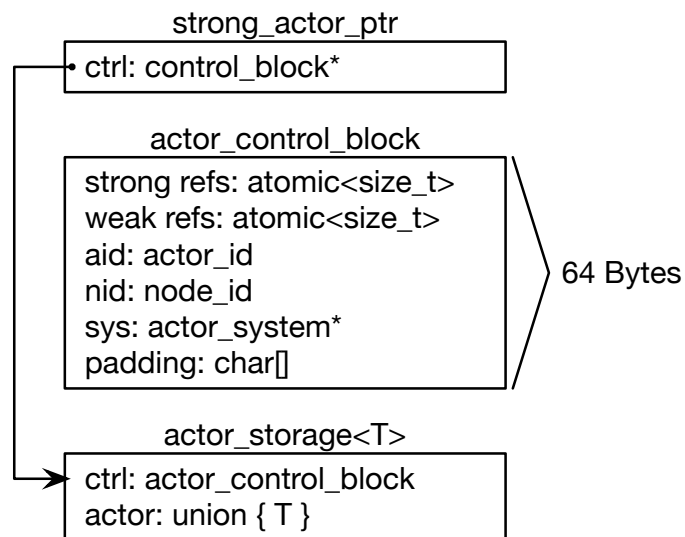 strong_actor_ptr
ctrl: control_block*
actor_control_block
strong refs: atomic<size_t>
weak refs: atomic<size_t>
aid: actor_id
nid: node_id
sys: actor_system*
padding: char[]
64 Bytes
actor_storage<T>
ctrl: actor_control_block
actor: union { T }